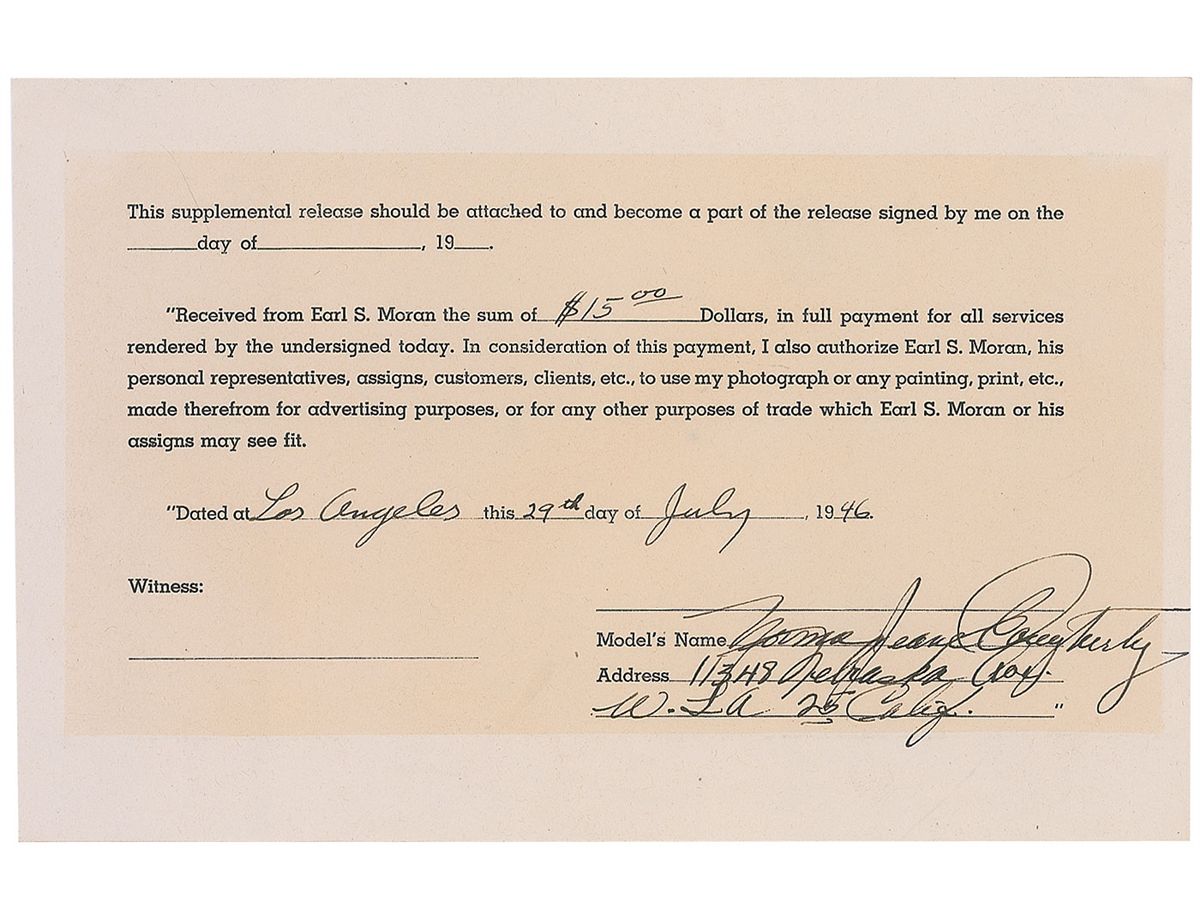 This supplemental release should be attached to and become a part of the release signed by me on the
______day of______________, 19___.
"Received from Earl S. Moran the sum of $15 00 Dollars, in full payment for all services
rendered by the undersigned today. In consideration of this payment, I also authorize Earl S. Moran, his
personal representatives, assigns, customers, clients, etc., to use my photograph or any painting, print, etc.,
made therefrom for advertising purposes, or for any other purposes of trade which Earl S. Moran or his
assigns may see fit.
"Dated at Los Angeles this 29th day of July, 1946.
Witness:
Model's Name Norma Jeane Dougherty
Address 11348 Nebraska Ave.
W. LA 25 Calif. "